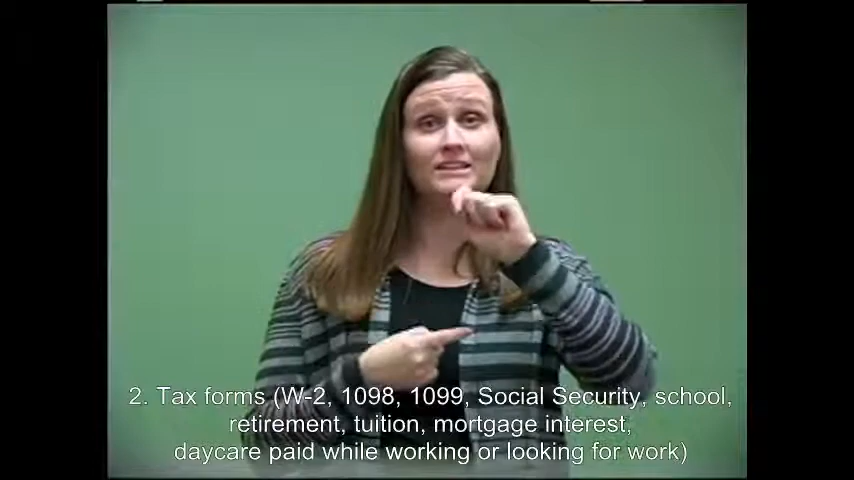 2. Tax forms (W-2, 1098, 1099, Social Security, school,
retirement, tuition, mortgage interest,
daycare paid while working or looking for work)